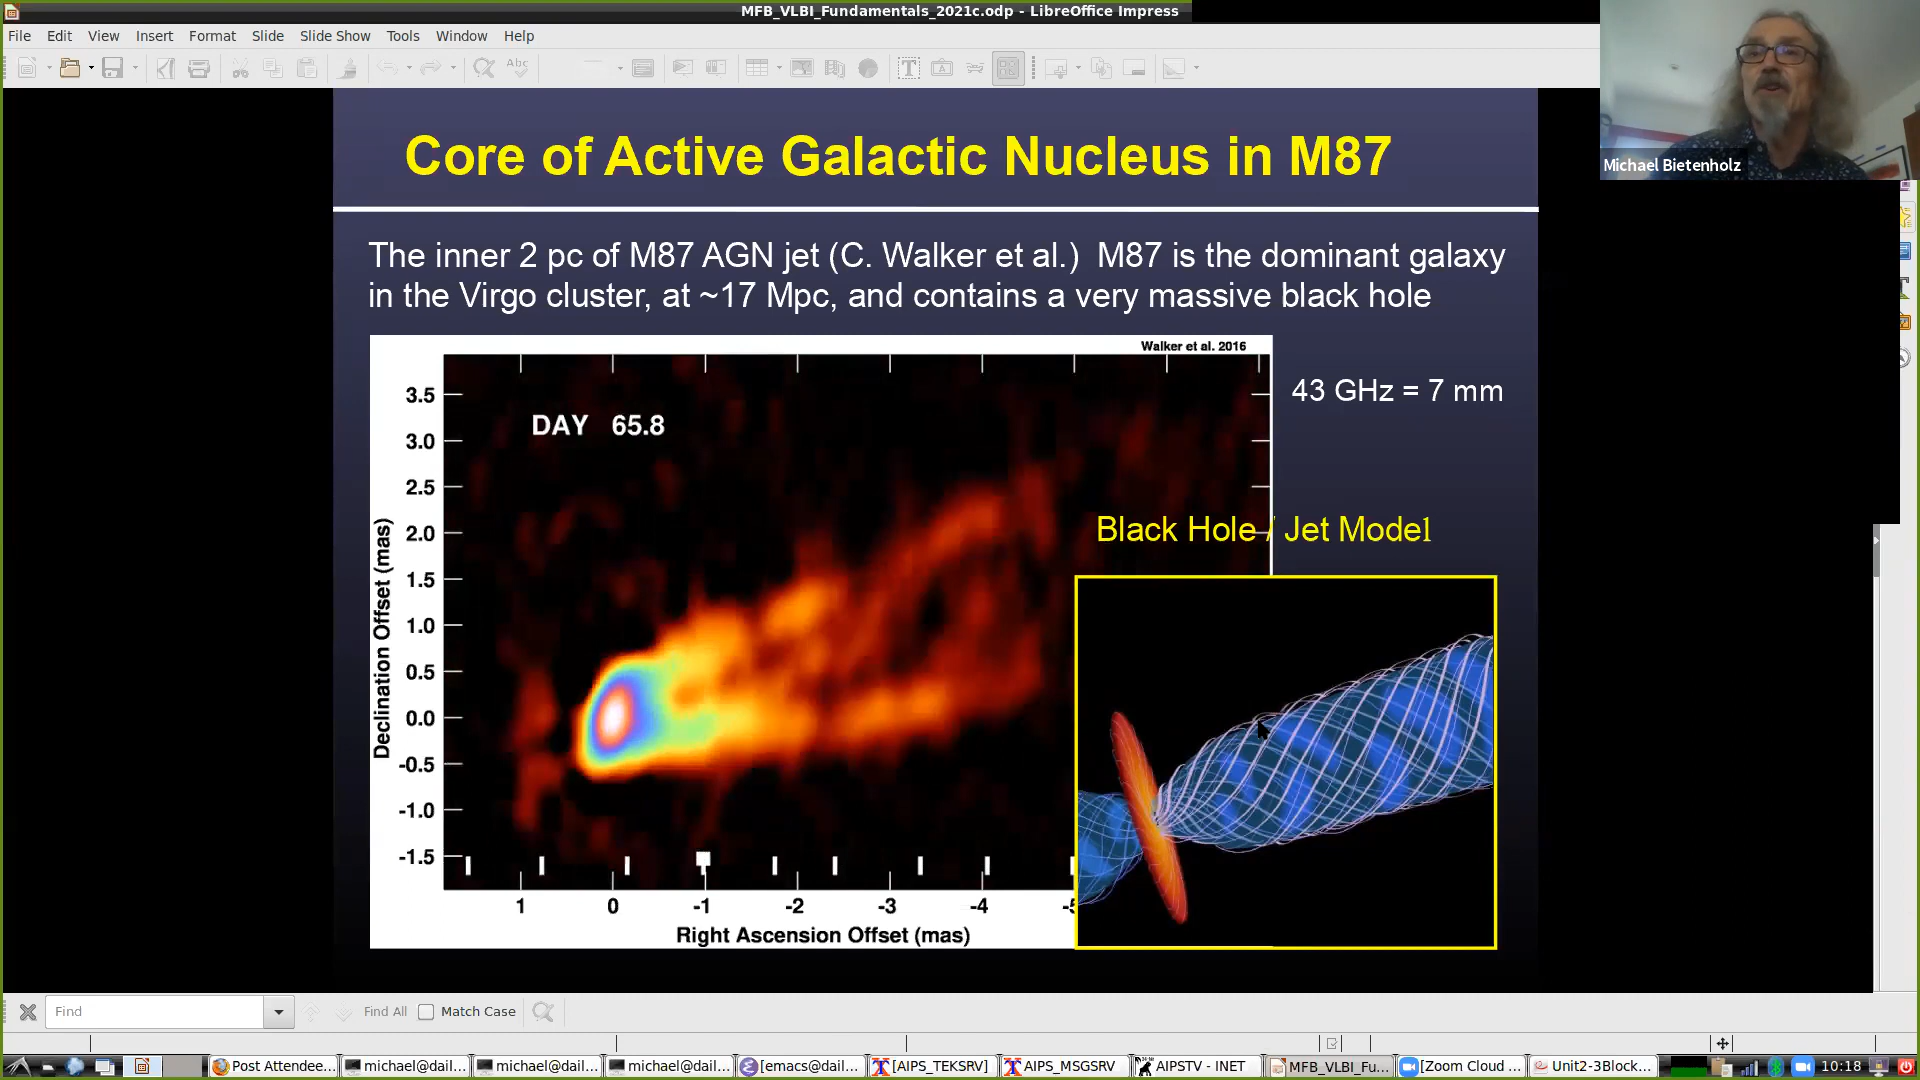 MFB_VLBI_Fundamentals_2021c.odp - LibreOffice Impress
File Edit View Insert Format Slide Slide Show Tools Window Help
Michael Bietenholz
Core of Active Galactic Nucleus in M87
The inner 2 pc of M87 AGN jet (C. Walker et al.) M87 is the dominant galaxy
in the Virgo cluster, at ~17 Mpc, and contains a very massive black hole
Walker et al. 2016
43 GHz = 7 mm
DAY 65.8
3.5
3.0
2.5
2.0
1.5
1.0
0.5
0.0
-0.5
-1.0
-1.5
Declination Offset (mas)
1 0 -1 -2 -3 -4 -5
Right Ascension Offset (mas)
Black Hole / Jet Model
Find
Find All
Match Case
Post Attendee...
michael@dail...
michael@dail...
michael@dail...
[emacs@dail...
[AIPS_TEKSRV]
AIPS_MSGSRV
AIPSTV - INET
MFB_VLBI_Fu...
[Zoom Cloud ...
Unit2-3Block...
10:18